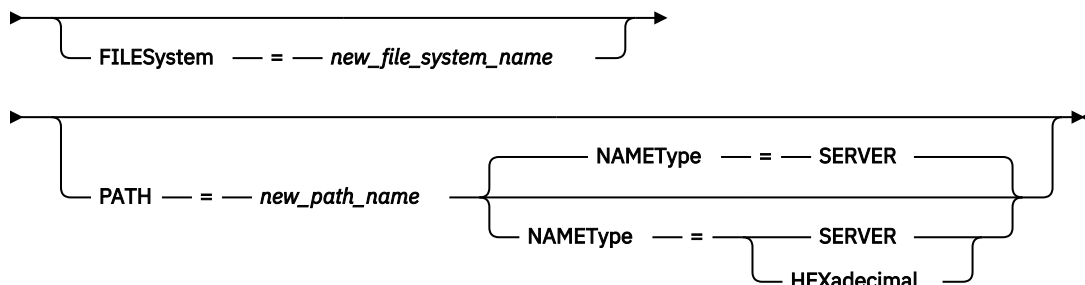 FILESystem = new_file_system_name
NAMEType = SERVER
PATH = new_path_name
NAMEType = SERVER
HEXadecimal